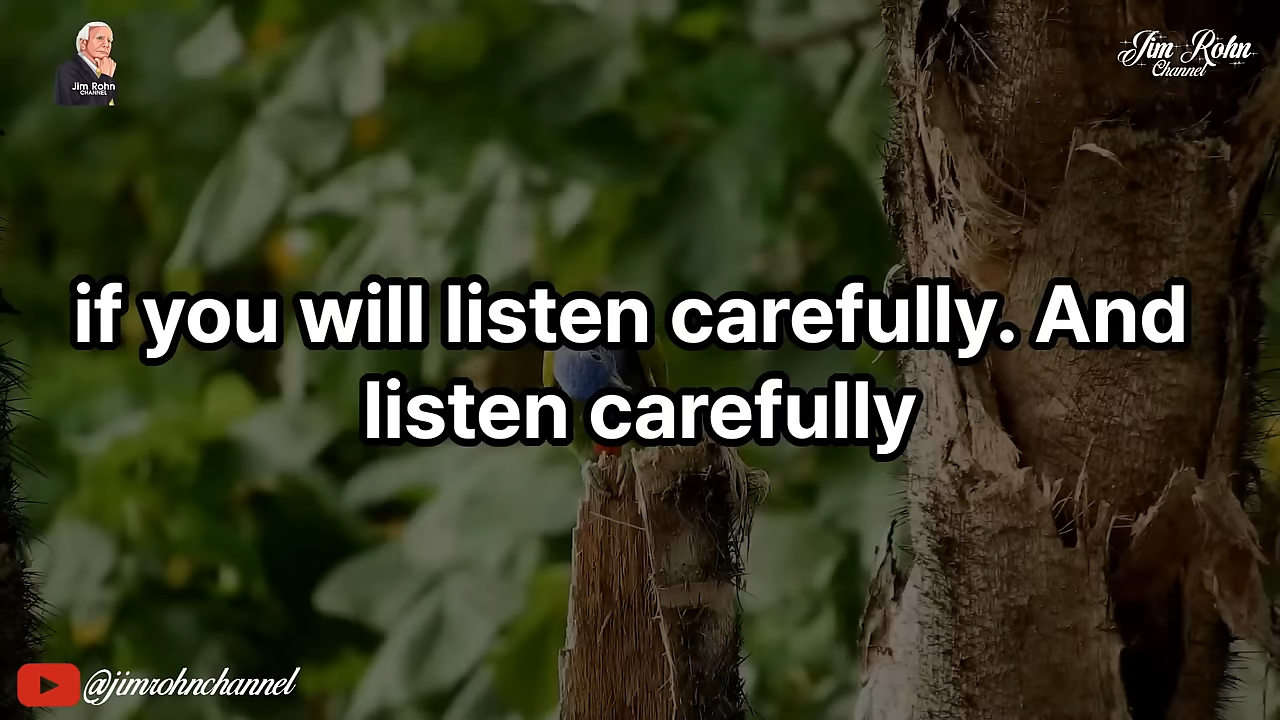 Jim Rohn
CHANNEL
Jim Rohn
Channel
if you will listen carefully. And
listen carefully
@jimrohnchannel